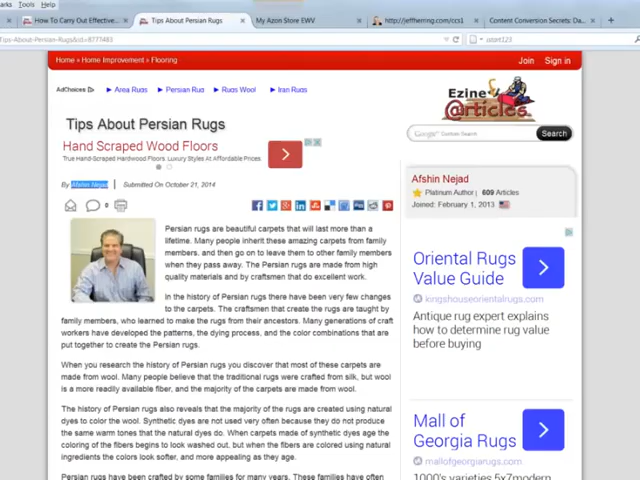 Tools Help
How To Carry Out Effective...
Tips About Persian Rugs
My Azon Store EWV
http://jeffherring.com/ccs1
Content Conversion Secrets: Da...
Tips-About-Persian-Rugs&id=8777483
start123
Home » Home Improvement » Flooring
Join Sign in
AdChoices
Area Rugs
Persian Rug
Rugs Wool
Iran Rugs
Ezine
@rticles
Google Custom Search
Search
Tips About Persian Rugs
Hand Scraped Wood Floors
True Hand-Scraped Hardwood Floors. Luxury Styles At Affordable Prices.
By Afshin Nejad | Submitted On October 21, 2014
Afshin Nejad
Platinum Author | 609 Articles
Joined: February 1, 2013
Persian rugs are beautiful carpets that will last more than a
lifetime. Many people inherit these amazing carpets from family
members, and then go on to leave them to other family members
when they pass away. The Persian rugs are made from high
quality materials and by craftsmen that do excellent work.
In the history of Persian rugs there have been very few changes
to the carpets. The craftsmen that create the rugs are taught by
family members, who learned to make the rugs from their ancestors. Many generations of craft
workers have developed the patterns, the dying process, and the color combinations that are
put together to create the Persian rugs.
When you research the history of Persian rugs you discover that most of these carpets are
made from wool. Many people believe that the traditional rugs were crafted from silk, but wool
is a more readily available fiber, and the majority of the carpets are made from wool.
The history of Persian rugs also reveals that the majority of the rugs are created using natural
dyes to color the wool. Synthetic dyes are not used very often because they do not produce
the same warm tones that the natural dyes do. When carpets made of synthetic dyes age the
coloring of the fibers begins to look washed out, but when the fibers are colored using natural
ingredients the colors look softer, and more appealing as they age.
Persian rugs have been crafted by some families for many years. These families have often
Oriental Rugs
Value Guide
kingshouseorientalrugs.com
Antique rug expert explains
how to determine rug value
before buying
Mall of
Georgia Rugs
mallofgeorgiarugs.com
1000's varieties 5x7modern